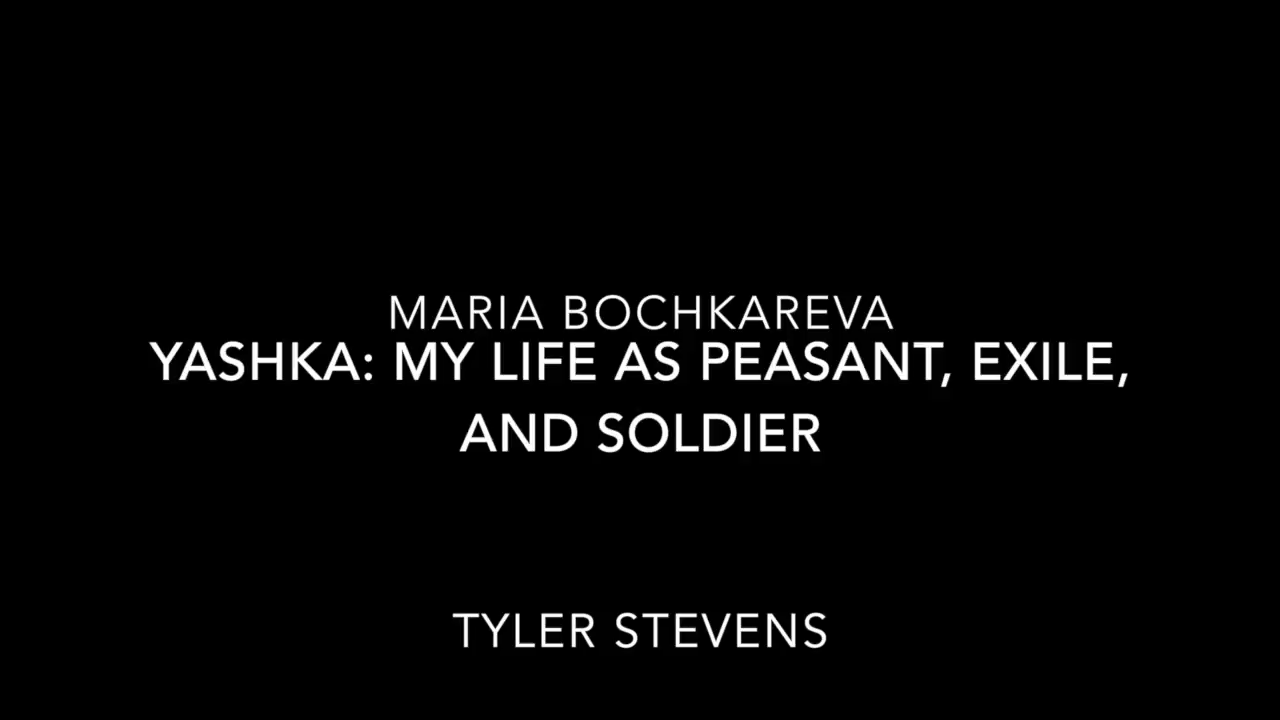 MARIA BOCHKAREVA
YASHKA: MY LIFE AS PEASANT, EXILE,
AND SOLDIER
TYLER STEVENS